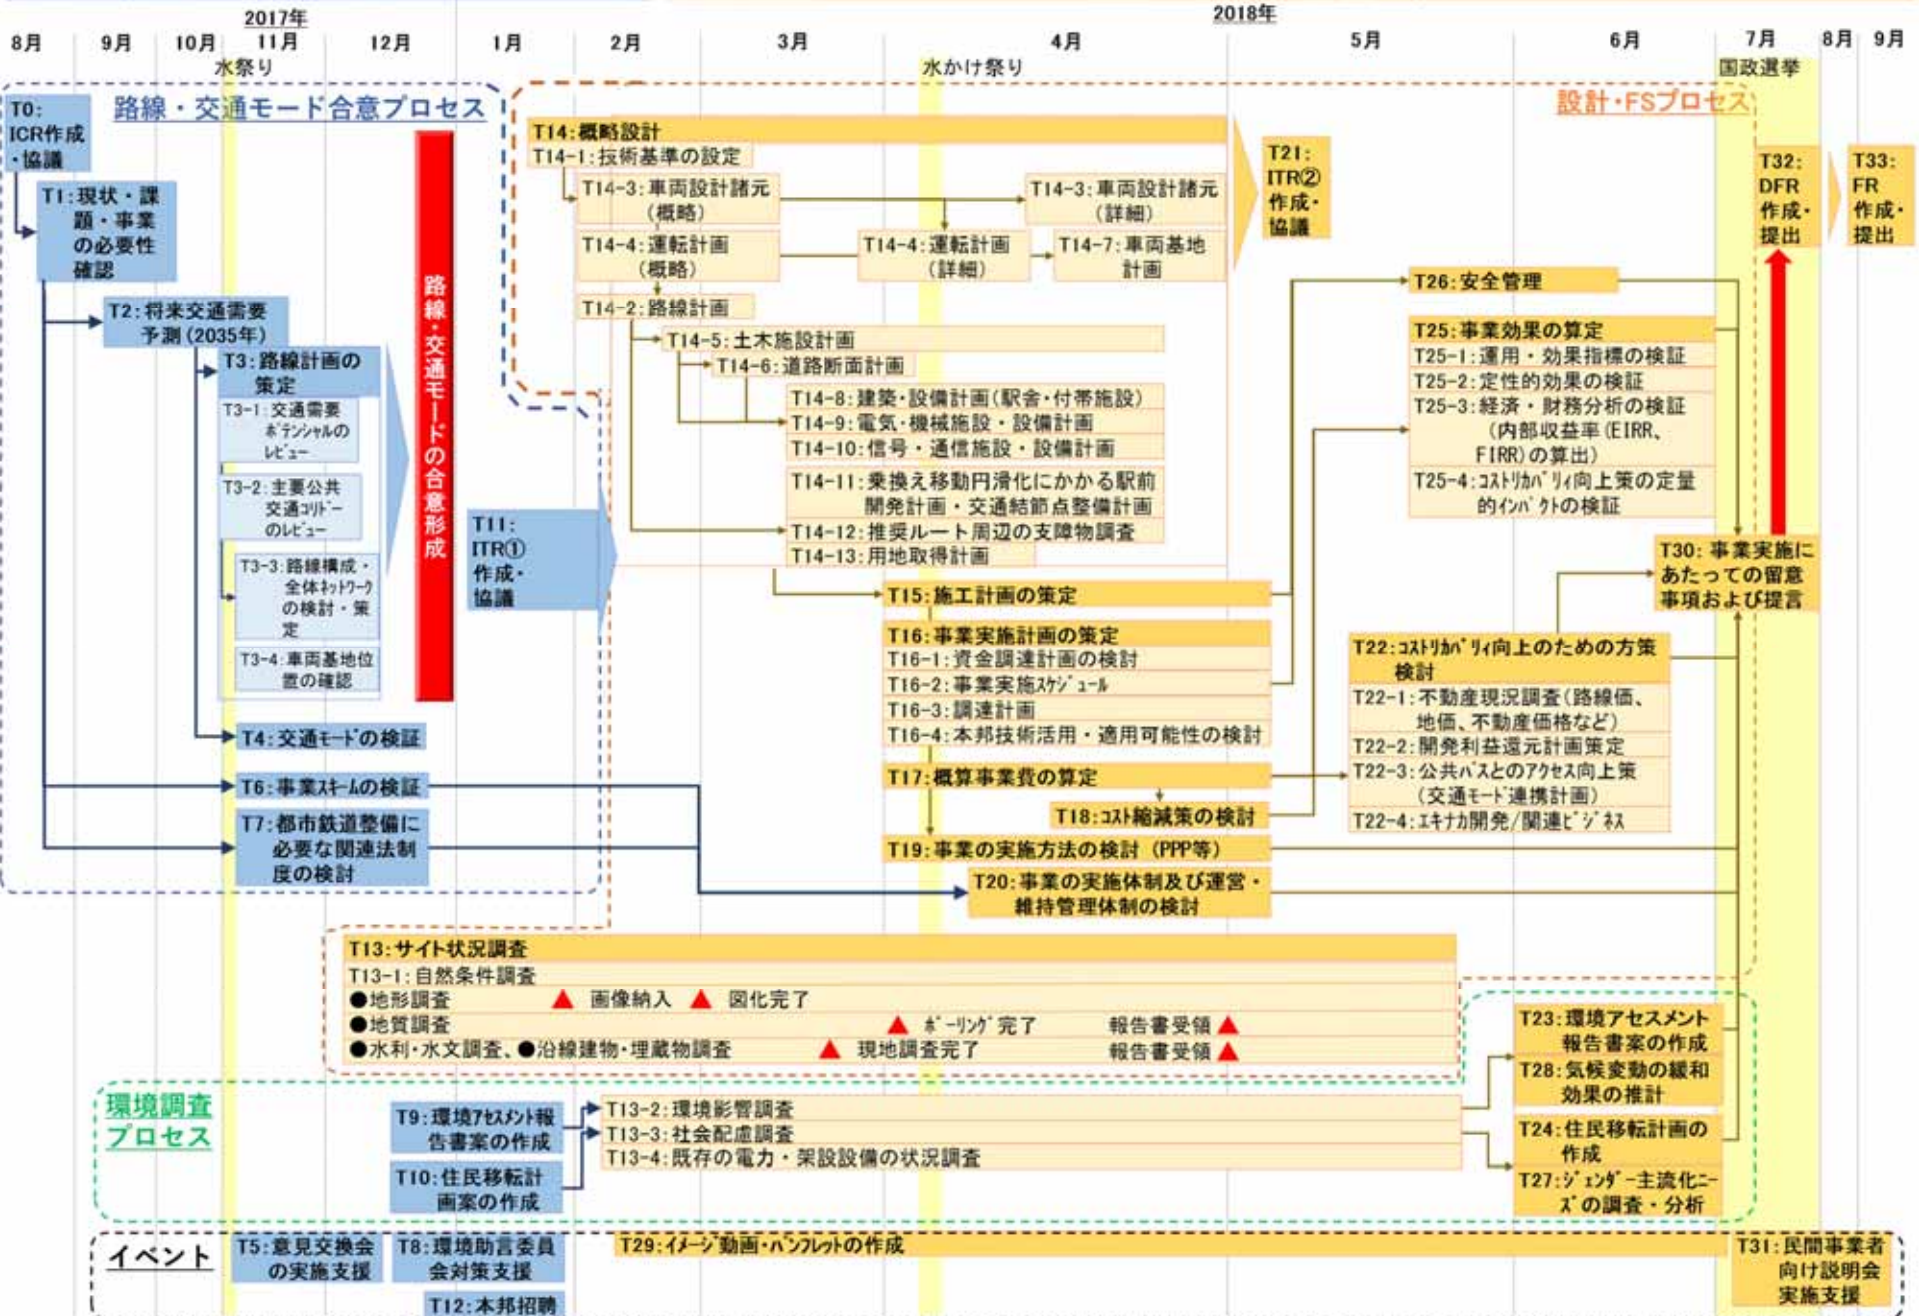 2017年
2018年
8月 9月 10月 11月 12月 1月 2月 3月 4月 5月 6月 7月 8月 9月
水祭り
水かけ祭り
国政選挙
路線・交通モード合意プロセス
T0:
ICR作成
・協議
T1:現状・課
題・事業
の必要性
確認
T2:将来交通需要
予測(2035年)
T3:路線計画の
策定
T3-1:交通需要
ﾎﾟﾃﾝｼｬﾙの
ﾚﾋﾞｭｰ
T3-2:主要公共
交通ｺﾘﾄﾞｰ
のﾚﾋﾞｭｰ
T3-3:路線構成・
全体ﾈｯﾄﾜｰｸ
の検討・策
定
T3-4:車両基地位
置の確認
路線・交通モードの合意形成
T4:交通ﾓｰﾄﾞの検証
T6:事業ｽｷｰﾑの検証
T7:都市鉄道整備に
必要な関連法制
度の検討
T11:
ITR①
作成・
協議
設計・FSプロセス
T14:概略設計
T14-1:技術基準の設定
T14-3:車両設計諸元
(概略)
T14-3:車両設計諸元
(詳細)
T14-4:運転計画
(概略)
T14-4:運転計画
(詳細)
T14-7:車両基地
計画
T14-2:路線計画
T14-5:土木施設計画
T14-6:道路断面計画
T14-8:建築・設備計画(駅舎・付帯施設)
T14-9:電気・機械施設・設備計画
T14-10:信号・通信施設・設備計画
T14-11:乗換え移動円滑化にかかる駅前
開発計画・交通結節点整備計画
T14-12:推奨ルート周辺の支障物調査
T14-13:用地取得計画
T15:施工計画の策定
T16:事業実施計画の策定
T16-1:資金調達計画の検討
T16-2:事業実施ｽｹｼﾞｭｰﾙ
T16-3:調達計画
T16-4:本邦技術活用・適用可能性の検討
T17:概算事業費の算定
T18:ｺｽﾄ縮減策の検討
T19:事業の実施方法の検討 (PPP等)
T20:事業の実施体制及び運営・
維持管理体制の検討
T21:
ITR②
作成・
協議
T26:安全管理
T25:事業効果の算定
T25-1:運用・効果指標の検証
T25-2:定性的効果の検証
T25-3:経済・財務分析の検証
(内部収益率(EIRR、
FIRR)の算出)
T25-4:ｺｽﾄﾘｶﾊﾞﾘｨ向上策の定量
的ｲﾝﾊﾟｸﾄの検証
T22:ｺｽﾄﾘｶﾊﾞﾘｨ向上のための方策
検討
T22-1:不動産現況調査(路線価、
地価、不動産価格など)
T22-2:開発利益還元計画策定
T22-3:公共ﾊﾞｽとのアクセス向上策
(交通ﾓｰﾄﾞ連携計画)
T22-4:エキナカ開発/関連ﾋﾞｼﾞﾈｽ
T32:
DFR
作成・
提出
T33:
FR
作成・
提出
T30: 事業実施に
あたっての留意
事項および提言
T13:サイト状況調査
T13-1:自然条件調査
●地形調査 ▲ 画像納入 ▲ 図化完了
●地質調査 ▲ ﾎﾞｰﾘﾝｸﾞ完了 報告書受領▲
●水利・水文調査、●沿線建物・埋蔵物調査 ▲ 現地調査完了 報告書受領▲
環境調査
プロセス
T9:環境ｱｾｽﾒﾝﾄ報
告書案の作成
T10:住民移転計
画案の作成
T13-2:環境影響調査
T13-3:社会配慮調査
T13-4:既存の電力・架設設備の状況調査
T23:環境アセスメント
報告書案の作成
T28:気候変動の緩和
効果の推計
T24:住民移転計画の
作成
T27:ｼﾞｪﾝﾀﾞｰ主流化ﾆｰ
ｽﾞの調査・分析
イベント
T5:意見交換会
の実施支援
T8:環境助言委員
会対策支援
T12:本邦招聘
T29:ｲﾒｰｼﾞ動画・ﾊﾟﾝﾌﾚｯﾄの作成
T31:民間事業者
向け説明会
実施支援